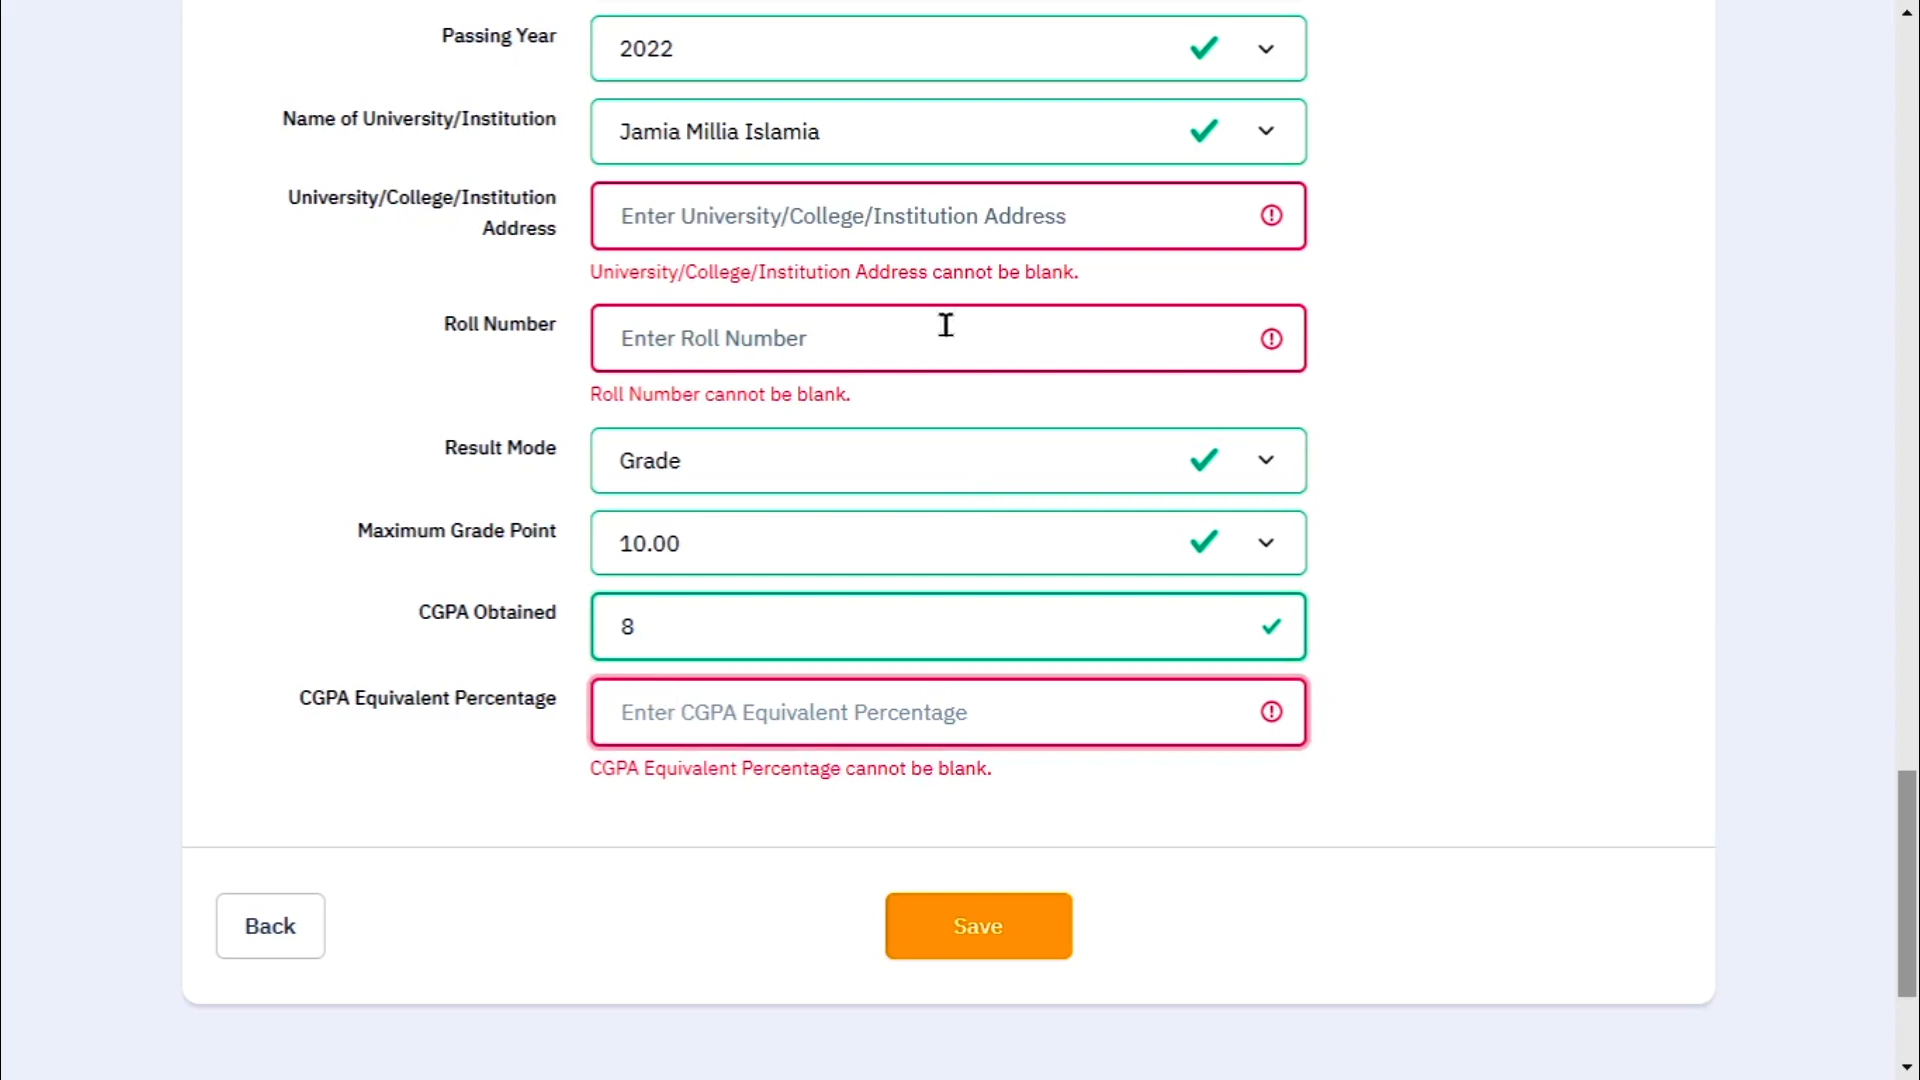 Passing Year
2022
Name of University/Institution
Jamia Millia Islamia
University/College/Institution
Address
Enter University/College/Institution Address
University/College/Institution Address cannot be blank.
Roll Number
Enter Roll Number
Roll Number cannot be blank.
Result Mode
Grade
Maximum Grade Point
10.00
CGPA Obtained
8
CGPA Equivalent Percentage
Enter CGPA Equivalent Percentage
CGPA Equivalent Percentage cannot be blank.
Back
Save